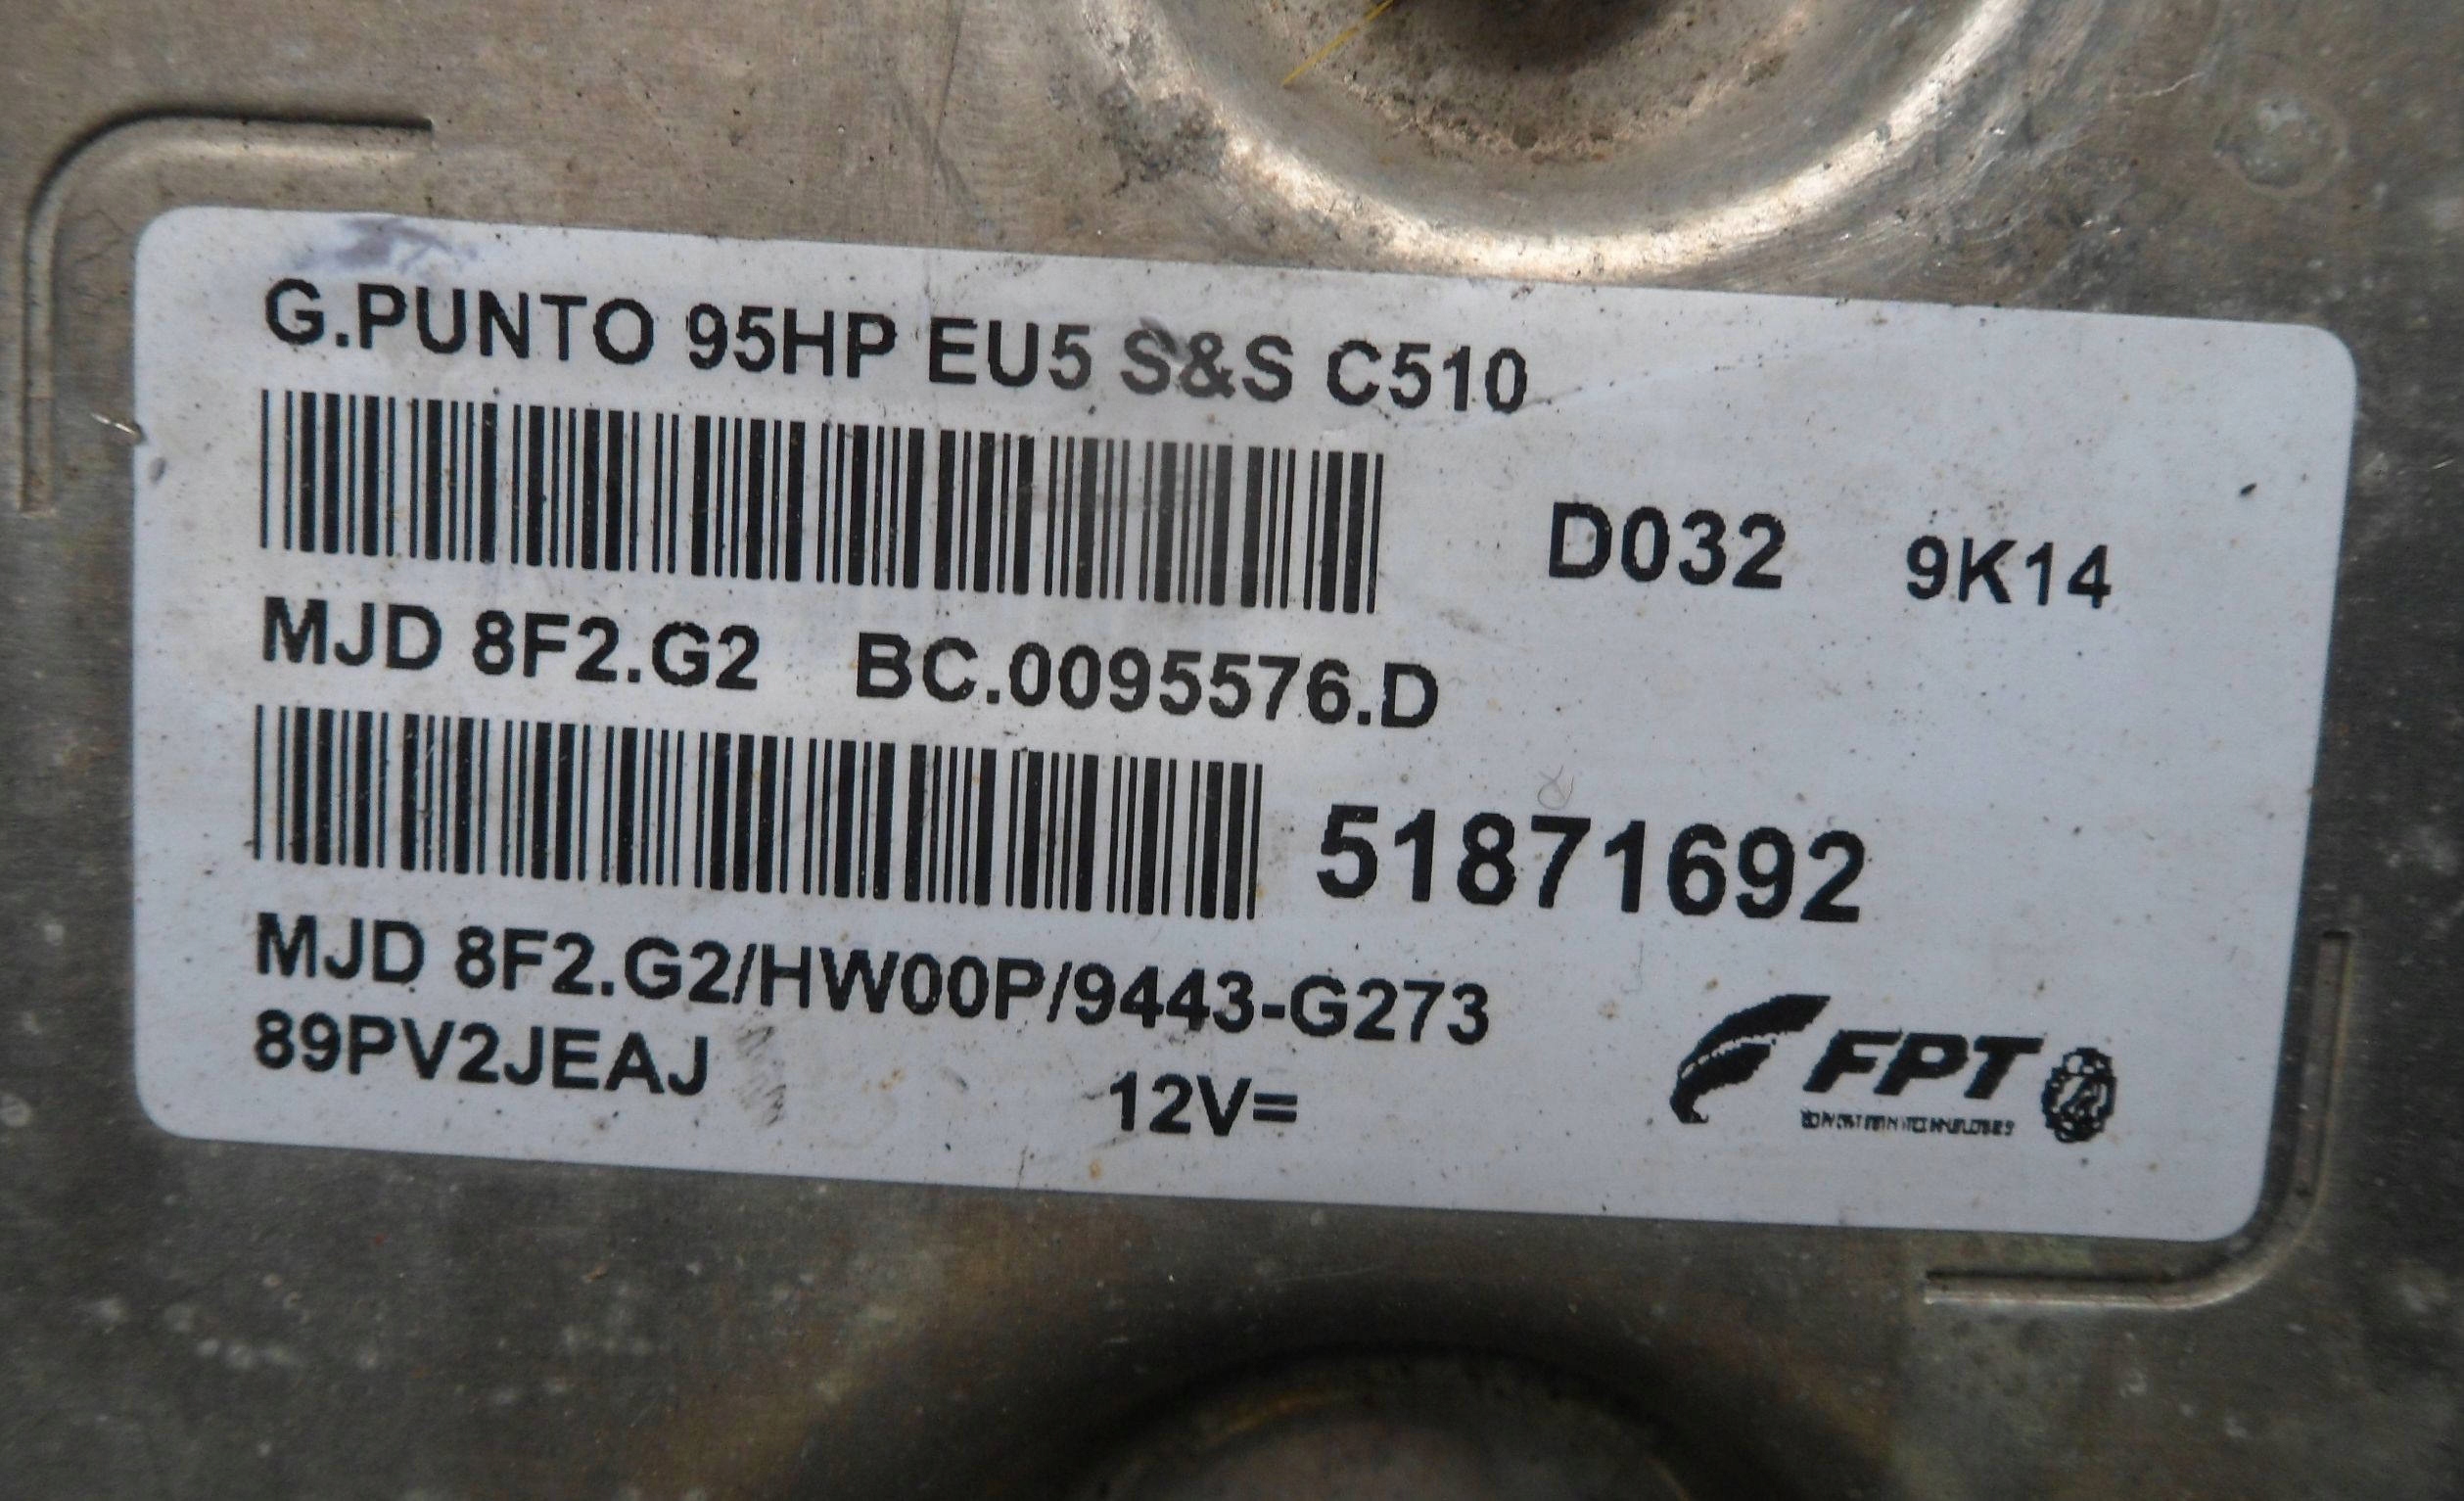 G.PUNTO 95HP EU5 S&S C510
D032 9K14
MJD 8F2.G2 BC.0095576.D
51871692
MJD 8F2.G2/HW00P/9443-G273
89PV2JEAJ 12V=
FPT